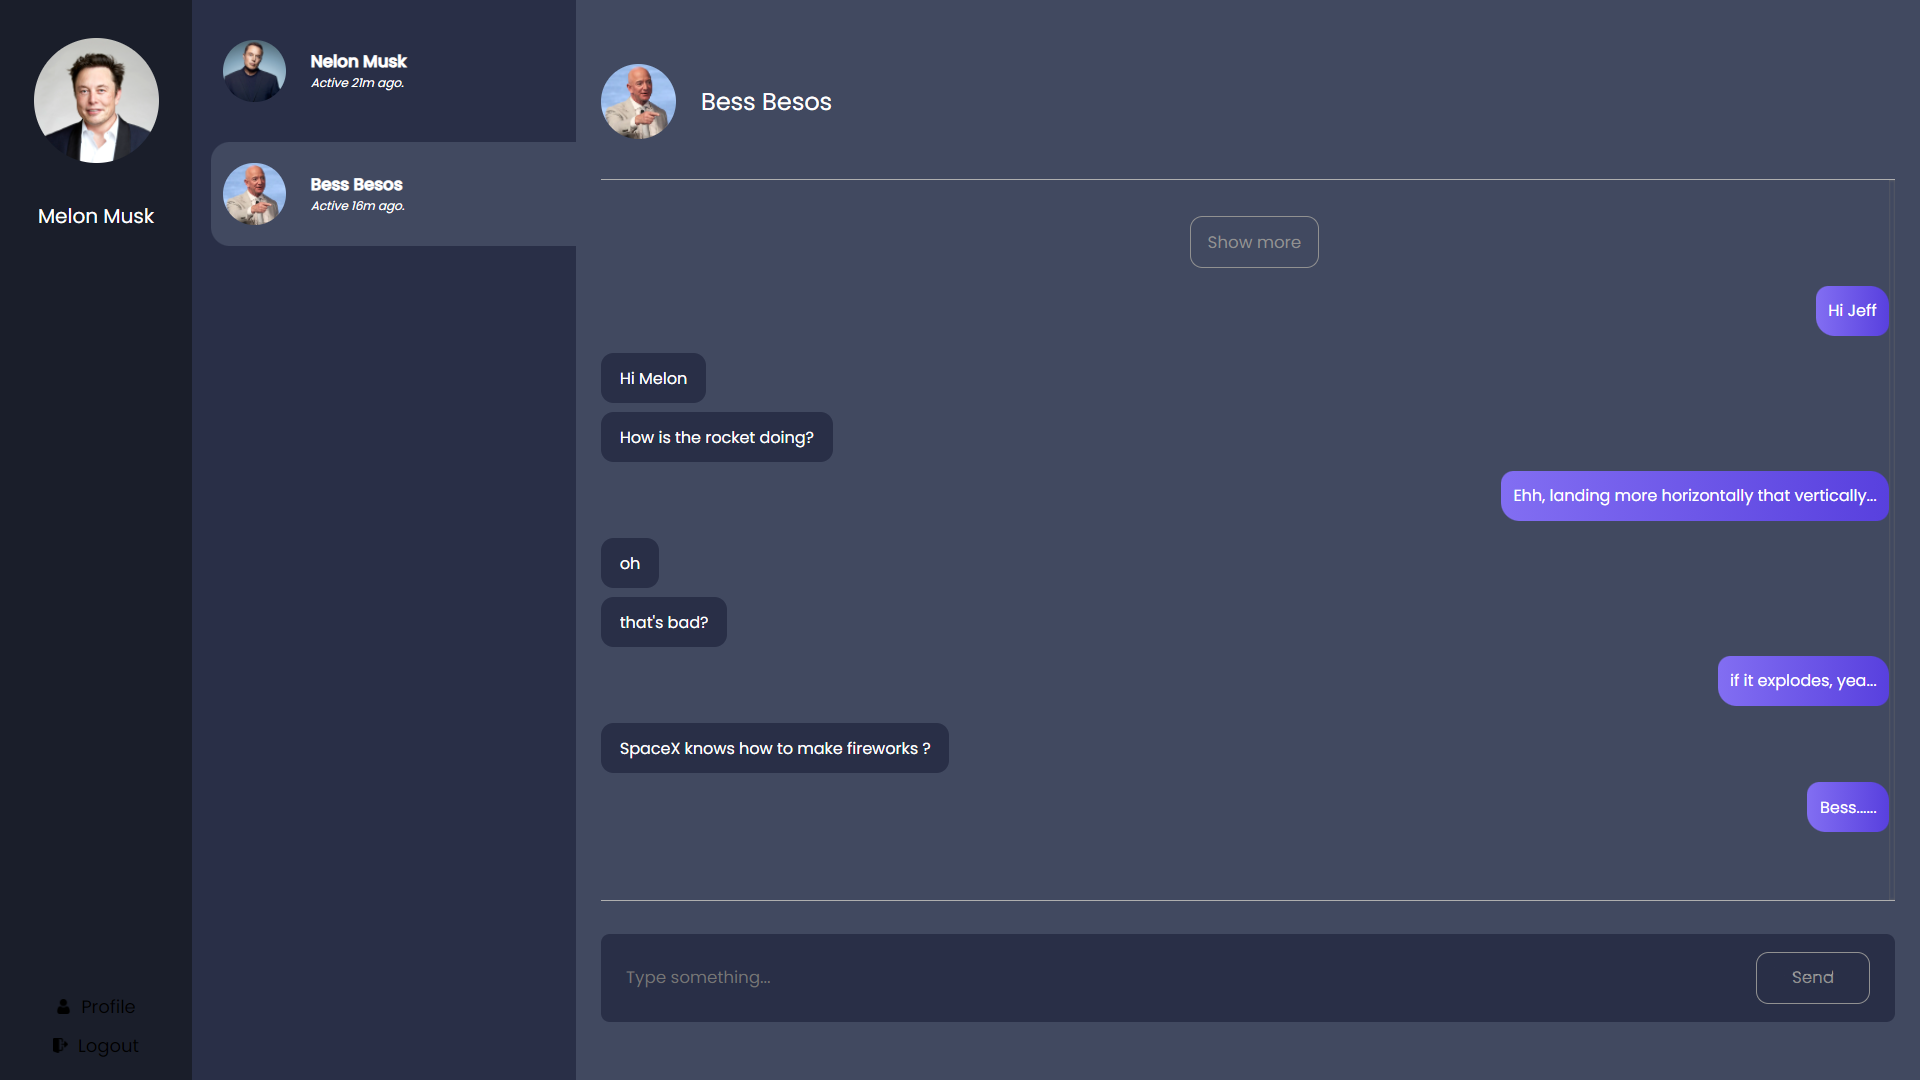 Melon Musk
Profile
Logout
Nelon Musk
Active 21m ago.
Bess Besos
Active 16m ago.
Bess Besos
Show more
Hi Jeff
Hi Melon
How is the rocket doing?
Ehh, landing more horizontally that vertically...
oh
that's bad?
if it explodes, yea...
SpaceX knows how to make fireworks ?
Bess......
Type something...
Send